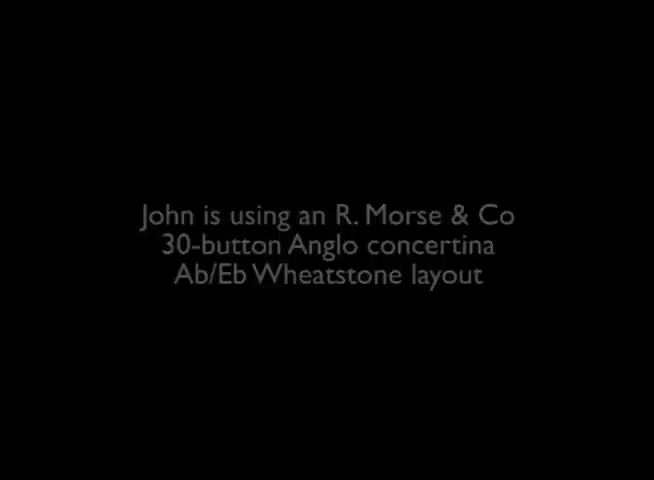 John is using an R. Morse & Co
30-button Anglo concertina
Ab/Eb Wheatstone layout